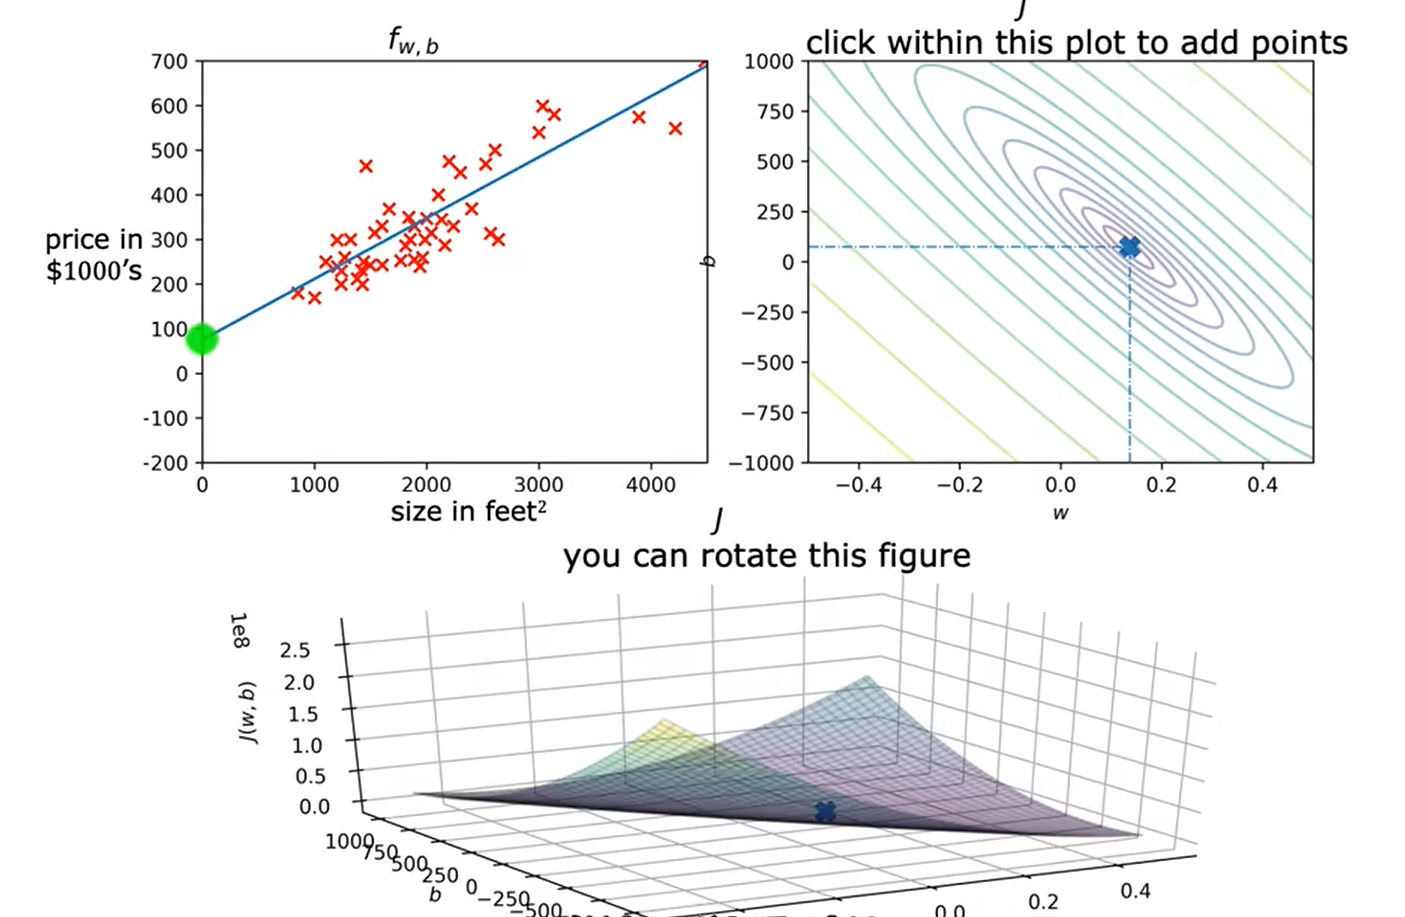 J
f w, b
click within this plot to add points
700
600
500
400
300
200
100
0
-100
-200
price in
$1000’s
0 1000 2000 3000 4000
size in feet²
1000
750
500
250
0
−250
−500
−750
−1000
b
−0.4 −0.2 0.0 0.2 0.4
w
J
you can rotate this figure
1e8
J(w, b)
2.5
2.0
1.5
1.0
0.5
0.0
1000
750
500
250
0
−250
−500
b
0.0 0.2 0.4